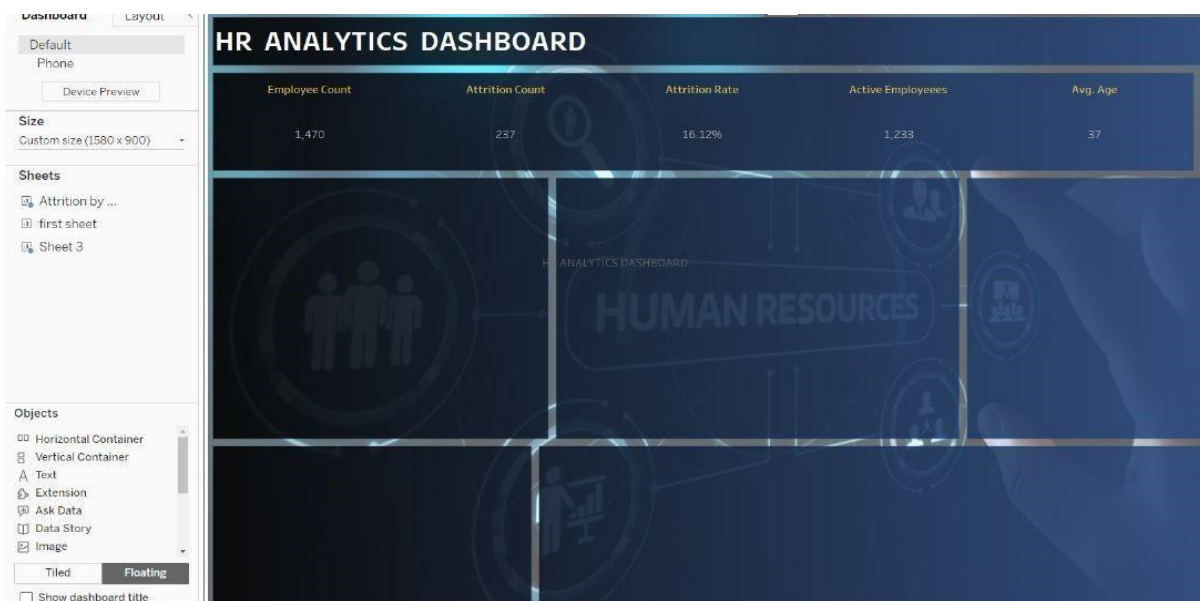 Dashboard Layout
Default
Phone
Device Preview
Size
Custom size (1580 x 900)
Sheets
Attrition by ...
first sheet
Sheet 3
Objects
Horizontal Container
Vertical Container
Text
Extension
Ask Data
Data Story
Image
Tiled Floating
Show dashboard title
HR ANALYTICS DASHBOARD
Employee Count Attrition Count Attrition Rate Active Employeees Avg. Age
1,470 237 16.12% 1,233 37
HR ANALYTICS DASHBOARD
HUMAN RESOURCES